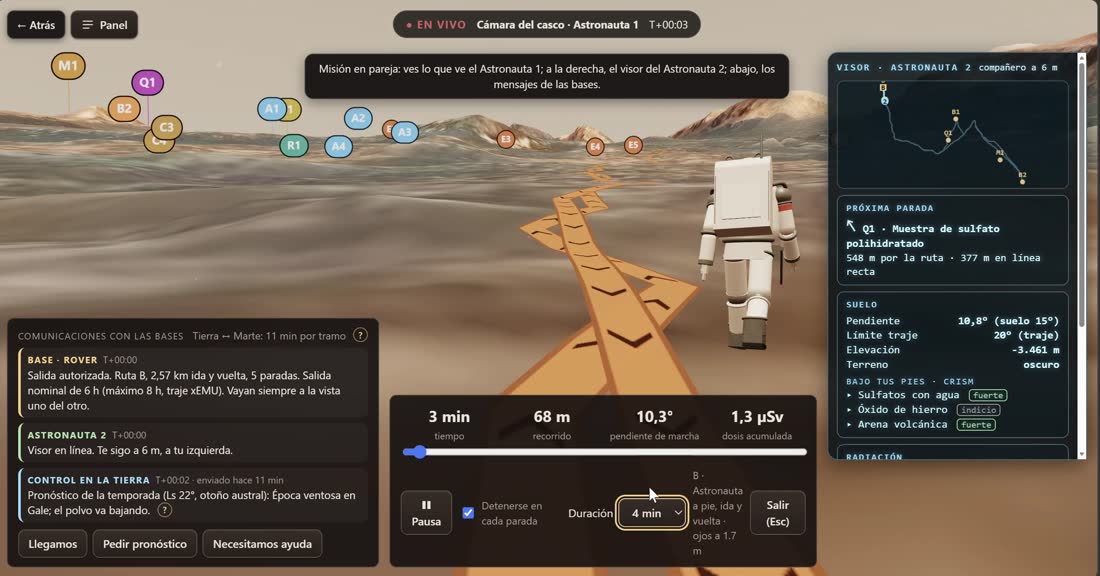 ← Atrás
Panel
EN VIVO Cámara del casco · Astronauta 1 T+00:03
Misión en pareja: ves lo que ve el Astronauta 1; a la derecha, el visor del Astronauta 2; abajo, los
mensajes de las bases.
M1
Q1
B2
C3
A1
1
A2
A3
R1
A4
E3
E4
E5
VISOR · ASTRONAUTA 2 compañero a 6 m
B1
Q1
M1
B2
PRÓXIMA PARADA
Q1 · Muestra de sulfato
polihidratado
548 m por la ruta · 377 m en línea
recta
SUELO
Pendiente 10,8° (suelo 15°)
Límite traje 20° (traje)
Elevación -3.461 m
Terreno oscuro
BAJO TUS PIES · CRISM
▸ Sulfatos con agua fuerte
▸ Óxido de hierro indicio
▸ Arena volcánica fuerte
RADIACIÓN
COMUNICACIONES CON LAS BASES Tierra ↔ Marte: 11 min por tramo ?
BASE · ROVER T+00:00
Salida autorizada. Ruta B, 2,57 km ida y vuelta, 5 paradas. Salida
nominal de 6 h (máximo 8 h, traje xEMU). Vayan siempre a la vista
uno del otro.
ASTRONAUTA 2 T+00:00
Visor en línea. Te sigo a 6 m, a tu izquierda.
CONTROL EN LA TIERRA T+00:02 · enviado hace 11 min
Pronóstico de la temporada (Ls 22°, otoño austral): Época ventosa en
Gale; el polvo va bajando. ?
Llegamos
Pedir pronóstico
Necesitamos ayuda
3 min
tiempo
68 m
recorrido
10,3°
pendiente de marcha
1,3 µSv
dosis acumulada
Pausa
Detenerse en
cada parada
Duración
4 min
B ·
Astronauta
a pie, ida y
vuelta ·
ojos a 1.7
m
Salir
(Esc)